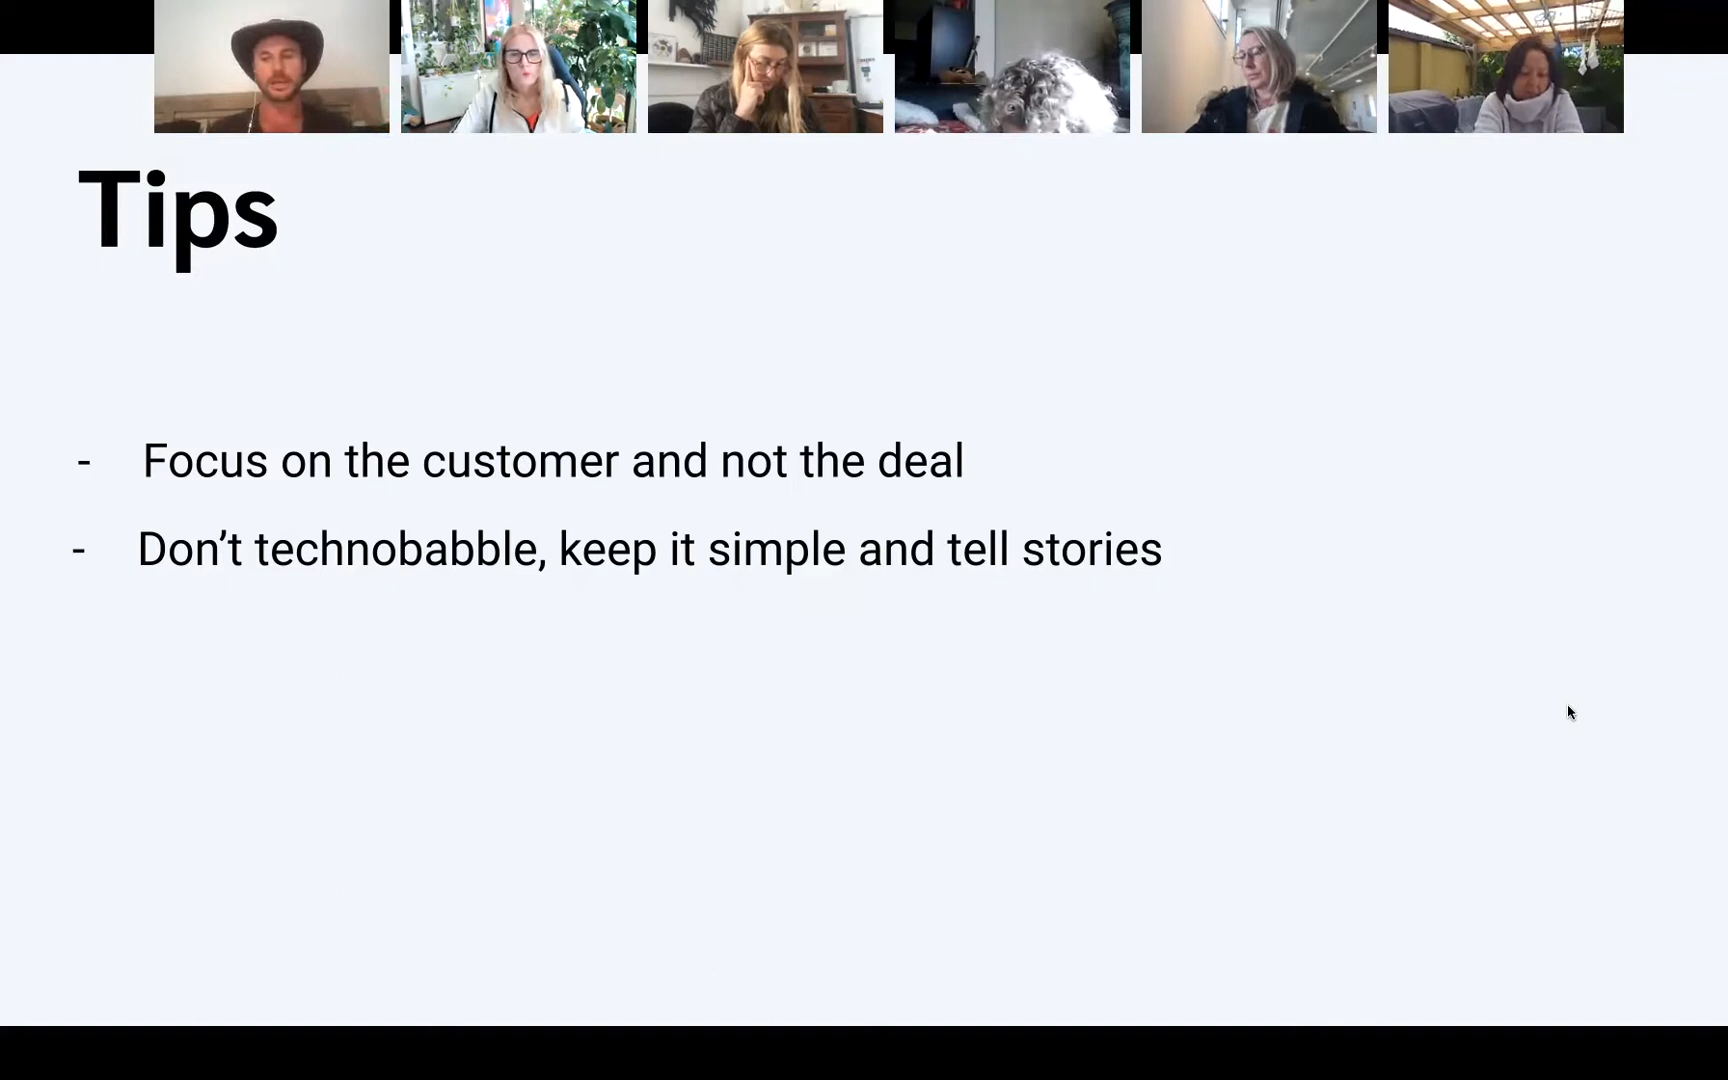 Tips
- Focus on the customer and not the deal
- Don’t technobabble, keep it simple and tell stories